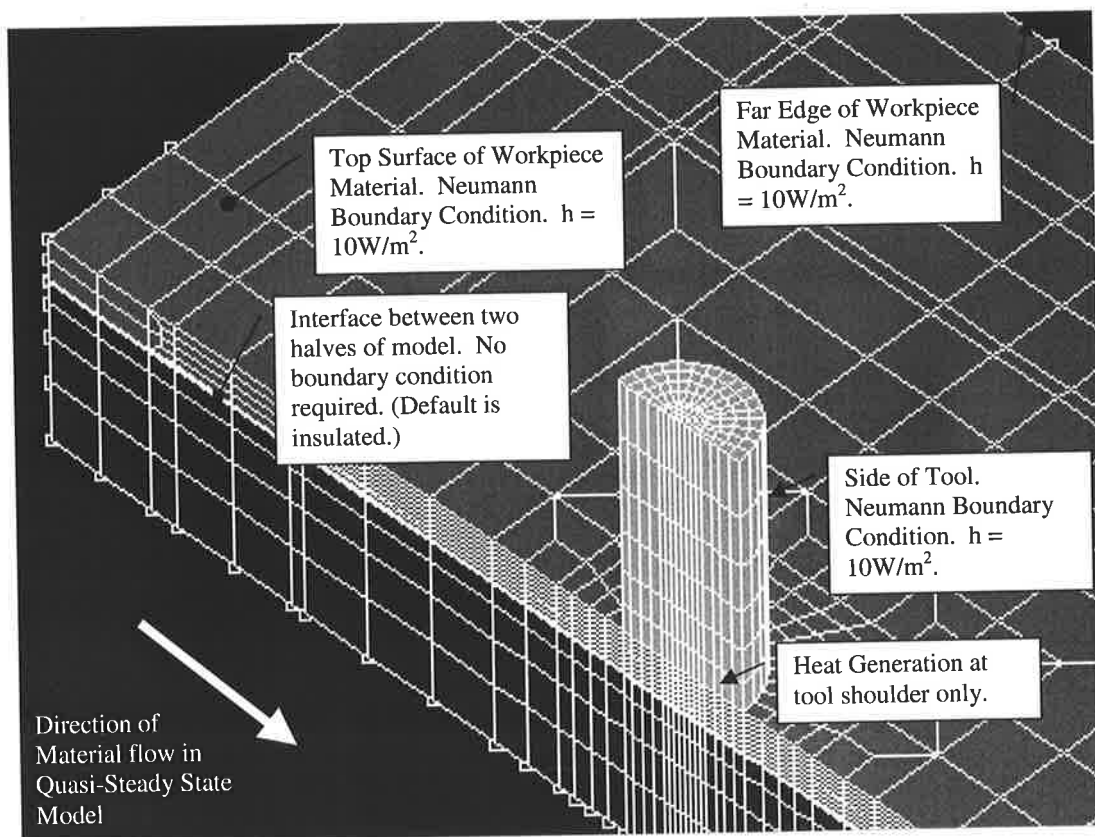 Top Surface of Workpiece
Material.  Neumann
Boundary Condition.  h =
10W/m².
Far Edge of Workpiece
Material.  Neumann
Boundary Condition.  h
= 10W/m².
Interface between two
halves of model.  No
boundary condition
required. (Default is
insulated.)
Side of Tool.
Neumann Boundary
Condition.  h =
10W/m².
Heat Generation at
tool shoulder only.
Direction of
Material flow in
Quasi-Steady State
Model